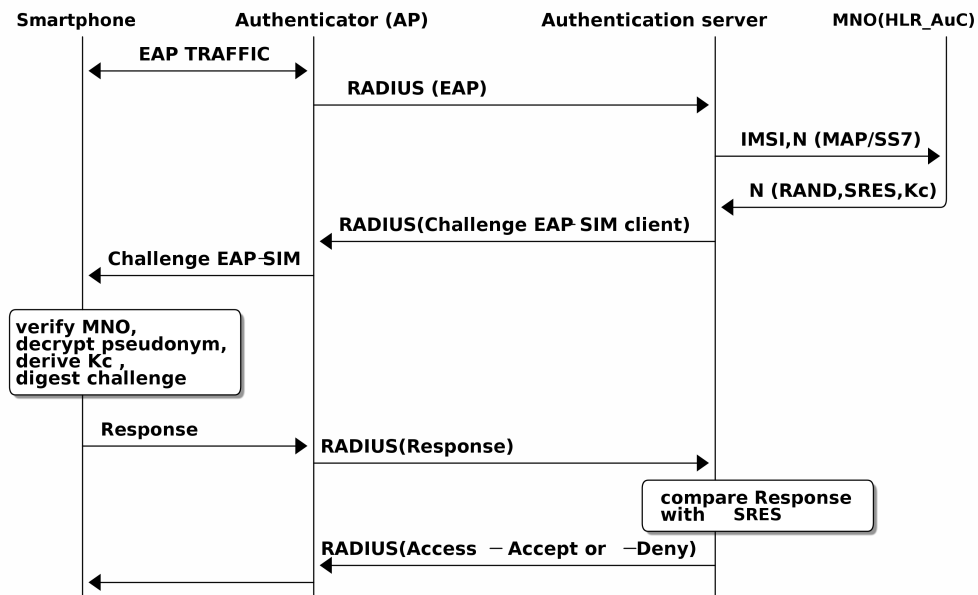 Smartphone
Authenticator (AP)
Authentication server
MNO(HLR_AuC)
EAP TRAFFIC
RADIUS (EAP)
IMSI,N (MAP/SS7)
N (RAND,SRES,Kc)
RADIUS(Challenge EAP-SIM client)
Challenge EAP-SIM
verify MNO,
decrypt pseudonym,
derive Kc ,
digest challenge
Response
RADIUS(Response)
compare Response
with SRES
RADIUS(Access – Accept or –Deny)